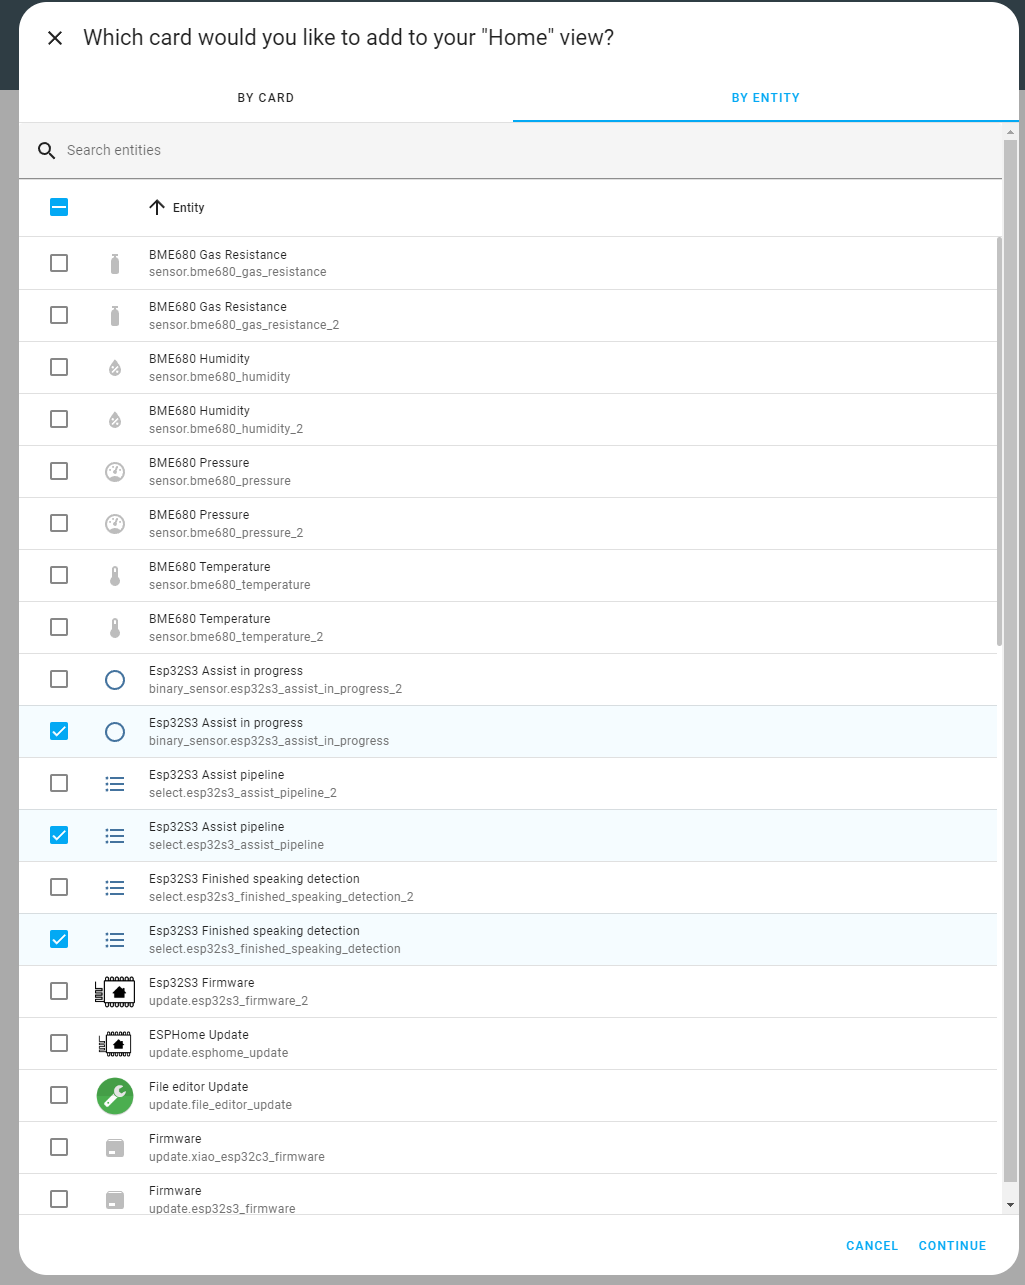 Which card would you like to add to your "Home" view?
BY CARD
BY ENTITY
Search entities
Entity
BME680 Gas Resistance
sensor.bme680_gas_resistance
BME680 Gas Resistance
sensor.bme680_gas_resistance_2
BME680 Humidity
sensor.bme680_humidity
BME680 Humidity
sensor.bme680_humidity_2
BME680 Pressure
sensor.bme680_pressure
BME680 Pressure
sensor.bme680_pressure_2
BME680 Temperature
sensor.bme680_temperature
BME680 Temperature
sensor.bme680_temperature_2
Esp32S3 Assist in progress
binary_sensor.esp32s3_assist_in_progress_2
Esp32S3 Assist in progress
binary_sensor.esp32s3_assist_in_progress
Esp32S3 Assist pipeline
select.esp32s3_assist_pipeline_2
Esp32S3 Assist pipeline
select.esp32s3_assist_pipeline
Esp32S3 Finished speaking detection
select.esp32s3_finished_speaking_detection_2
Esp32S3 Finished speaking detection
select.esp32s3_finished_speaking_detection
Esp32S3 Firmware
update.esp32s3_firmware_2
ESPHome Update
update.esphome_update
File editor Update
update.file_editor_update
Firmware
update.xiao_esp32c3_firmware
Firmware
update.esp32s3_firmware
CANCEL
CONTINUE